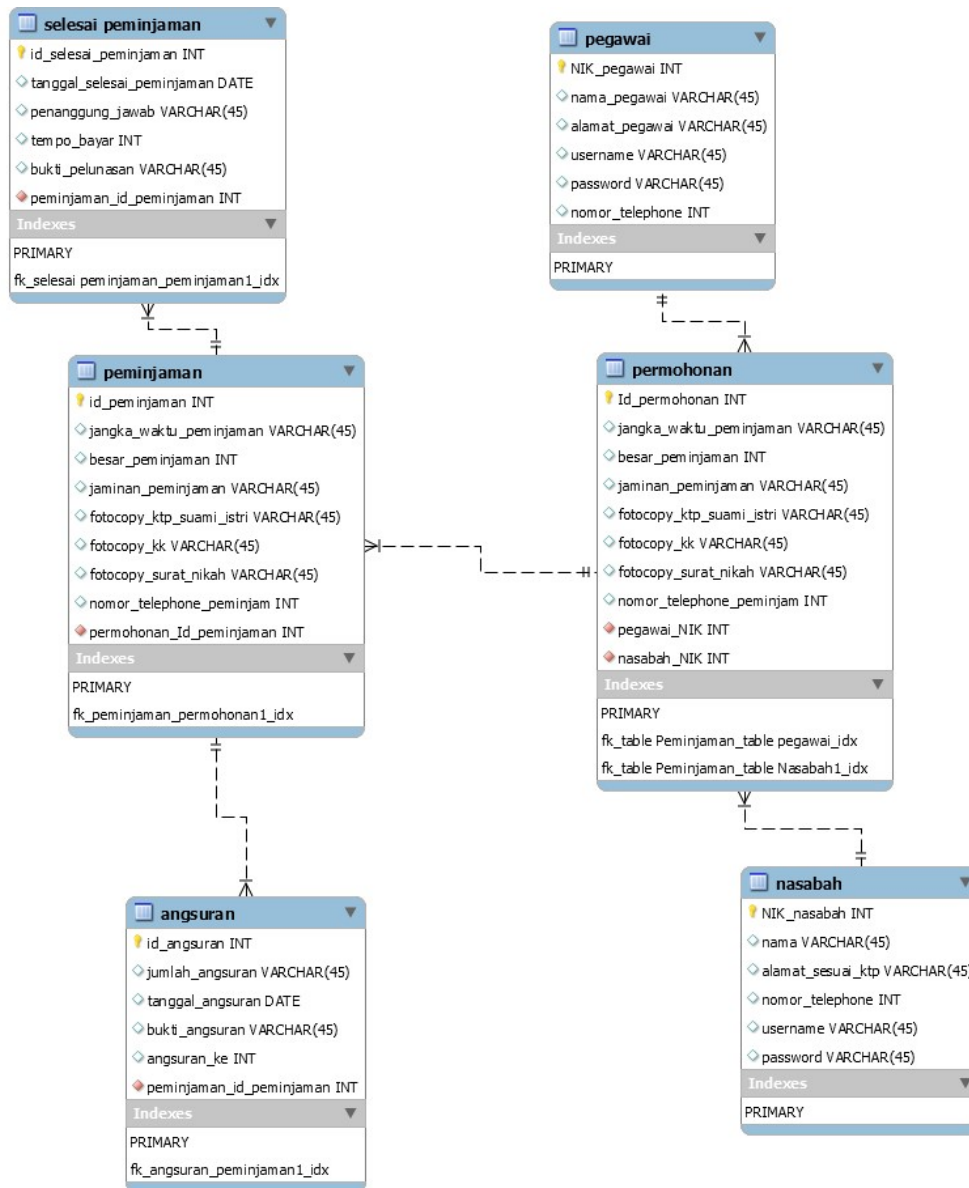 selesai peminjaman
id_selesai_peminjaman INT
tanggal_selesai_peminjaman DATE
penanggung_jawab VARCHAR(45)
tempo_bayar INT
bukti_pelunasan VARCHAR(45)
peminjaman_id_peminjaman INT
Indexes
PRIMARY
fk_selesai peminjaman_peminjaman1_idx
pegawai
NIK_pegawai INT
nama_pegawai VARCHAR(45)
alamat_pegawai VARCHAR(45)
username VARCHAR(45)
password VARCHAR(45)
nomor_telephone INT
Indexes
PRIMARY
peminjaman
id_peminjaman INT
jangka_waktu_peminjaman VARCHAR(45)
besar_peminjaman INT
jaminan_peminjaman VARCHAR(45)
fotocopy_ktp_suami_istri VARCHAR(45)
fotocopy_kk VARCHAR(45)
fotocopy_surat_nikah VARCHAR(45)
nomor_telephone_peminjam INT
permohonan_Id_peminjaman INT
Indexes
PRIMARY
fk_peminjaman_permohonan1_idx
permohonan
Id_permohonan INT
jangka_waktu_peminjaman VARCHAR(45)
besar_peminjaman INT
jaminan_peminjaman VARCHAR(45)
fotocopy_ktp_suami_istri VARCHAR(45)
fotocopy_kk VARCHAR(45)
fotocopy_surat_nikah VARCHAR(45)
nomor_telephone_peminjam INT
pegawai_NIK INT
nasabah_NIK INT
Indexes
PRIMARY
fk_table Peminjaman_table pegawai_idx
fk_table Peminjaman_table Nasabah1_idx
angsuran
id_angsuran INT
jumlah_angsuran VARCHAR(45)
tanggal_angsuran DATE
bukti_angsuran VARCHAR(45)
angsuran_ke INT
peminjaman_id_peminjaman INT
Indexes
PRIMARY
fk_angsuran_peminjaman1_idx
nasabah
NIK_nasabah INT
nama VARCHAR(45)
alamat_sesuai_ktp VARCHAR(45)
nomor_telephone INT
username VARCHAR(45)
password VARCHAR(45)
Indexes
PRIMARY